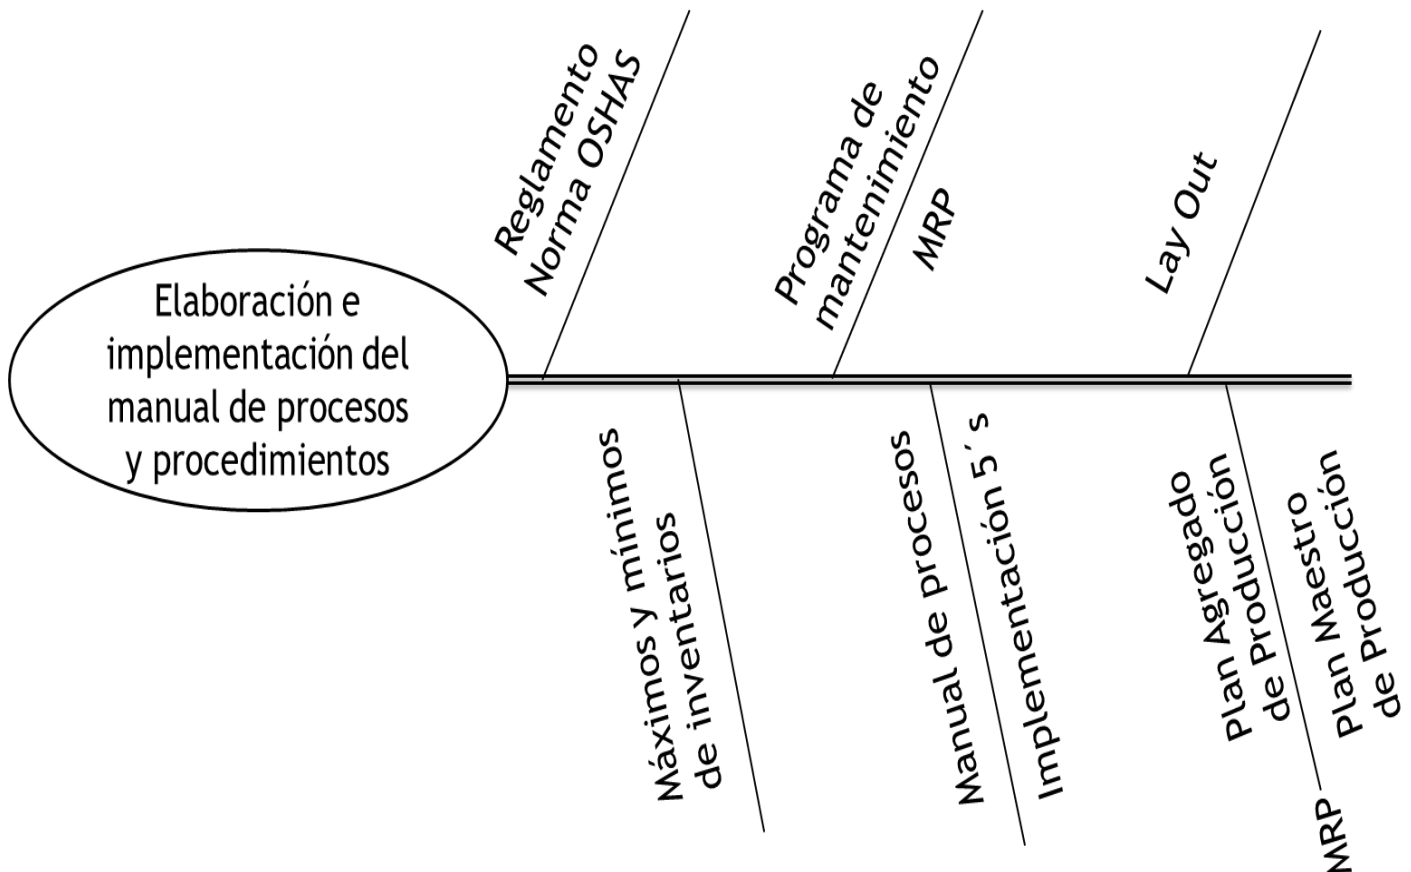 Reglamento
Norma OSHAS
Programa de
mantenimiento
MRP
Lay Out
Elaboración e
implementación del
manual de procesos
y procedimientos
Máximos y mínimos
de inventarios
Manual de procesos
Implementación 5´s
Plan Agregado
de Producción
Plan Maestro
de Producción
MRP